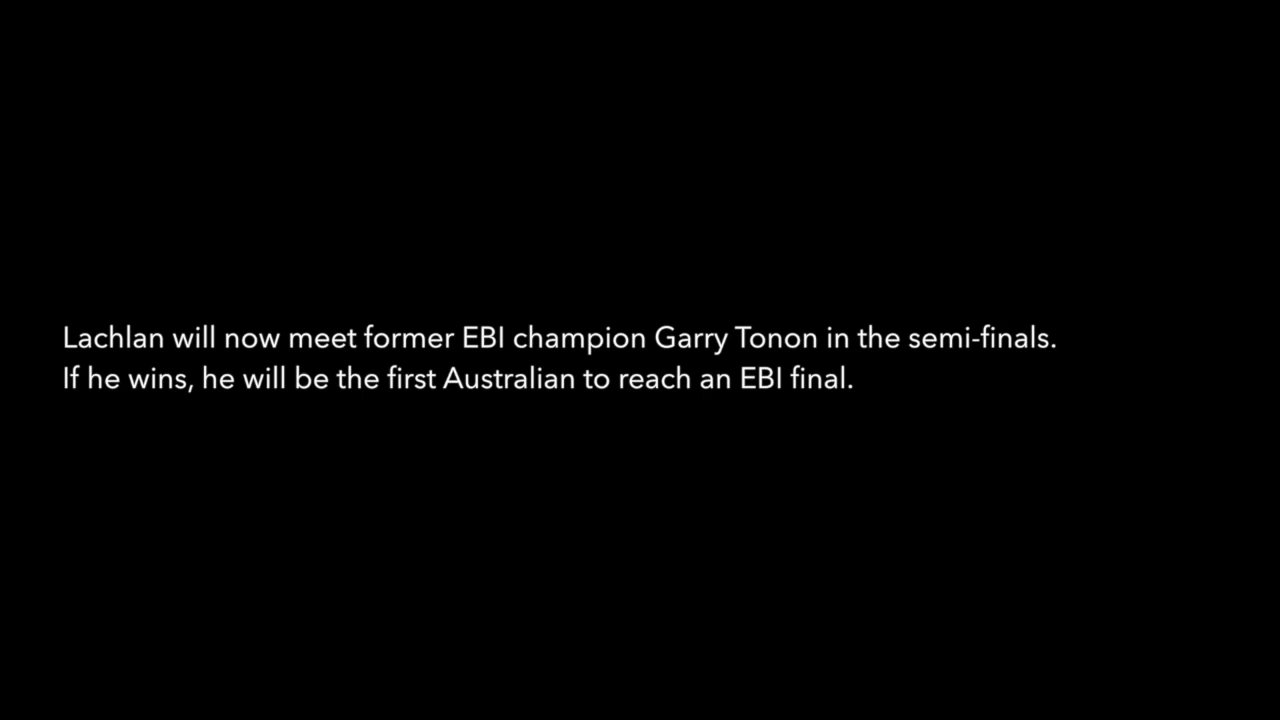 Lachlan will now meet former EBI champion Garry Tonon in the semi-finals.
If he wins, he will be the first Australian to reach an EBI final.